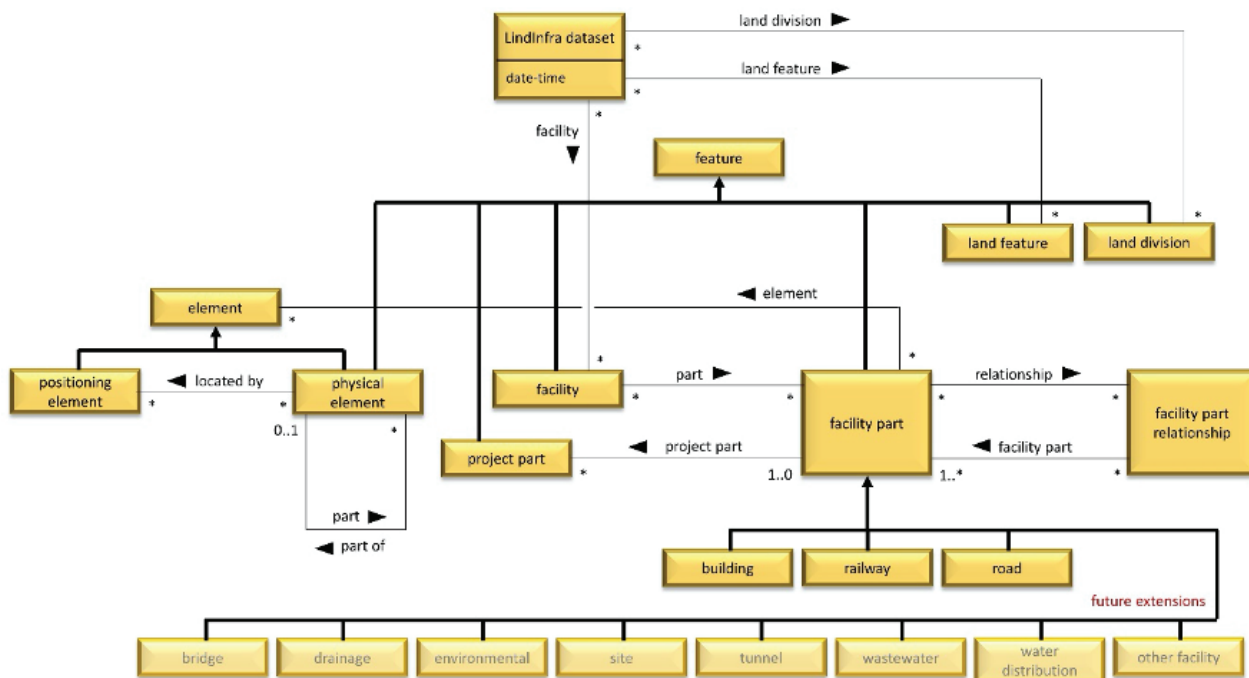 land division
LindInfra dataset
*
date-time
land feature
*
*
facility
feature
*
*
land feature
land division
element
element
*
*
*
positioning
element
located by
*
*
physical
element
facility
part
*
*
facility part
relationship
*
*
facility part
relationship
0..1
*
project part
project part
*
1..0
facility part
1..*
*
part
part of
building
railway
road
future extensions
bridge
drainage
environmental
site
tunnel
wastewater
water
distribution
other facility